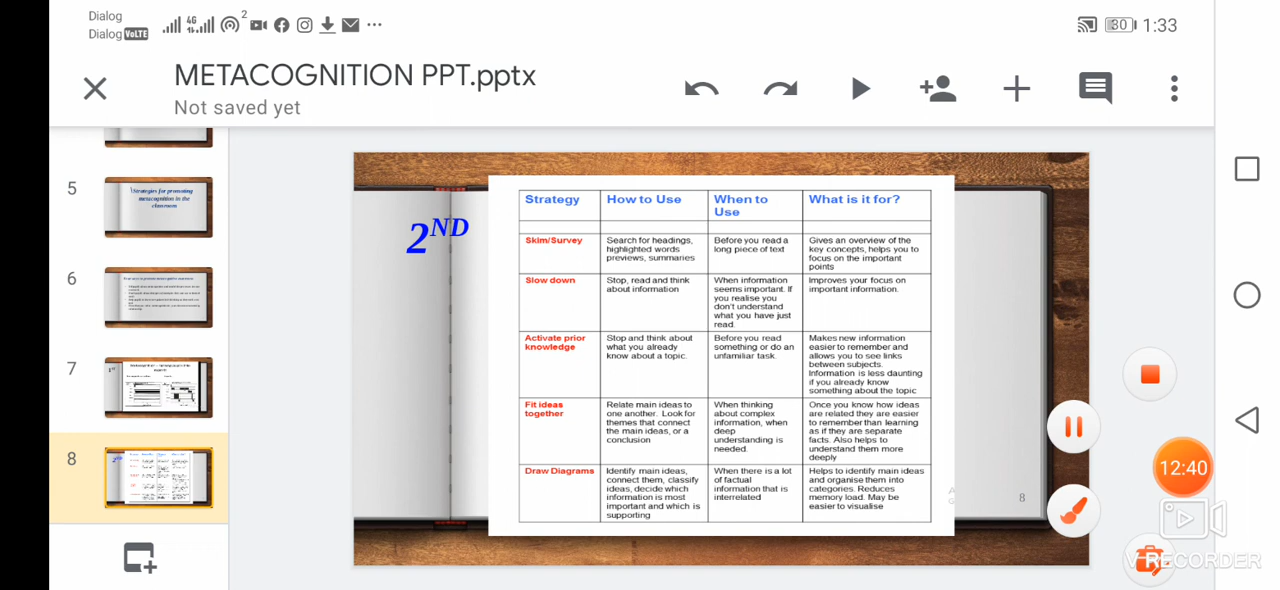 Dialog
Dialog VoLTE
4G
2
30
1:33
METACOGNITION PPT.pptx
Not saved yet
5
Strategies for promoting
metacognition in the
classroom
6
7
8
2ND
Strategy How to Use When to Use What is it for?
Skim/Survey
Search for headings,
highlighted words
previews, summaries
Before you read a
long piece of text
Gives an overview of the
key concepts, helps you to
focus on the important
points
Slow down
Stop, read and think
about information
When information
seems important. If
you realise you
don't understand
what you have just
read.
Improves your focus on
important information.
Activate prior
knowledge
Stop and think about
what you already
know about a topic.
Before you read
something or do an
unfamiliar task.
Makes new information
easier to remember and
allows you to see links
between subjects.
Information is less daunting
if you already know
something about the topic
Fit ideas
together
Relate main ideas to
one another. Look for
themes that connect
the main ideas, or a
conclusion
When thinking
about complex
information, when
deep
understanding is
needed.
Once you know how ideas
are related they are easier
to remember than learning
as if they are separate
facts. Also helps to
understand them more
deeply
Draw Diagrams
Identify main ideas,
connect them, classify
ideas, decide which
information is most
important and which is
supporting
When there is a lot
of factual
information that is
interrelated
Helps to identify main ideas
and organise them into
categories. Reduces
memory load. May be
easier to visualise
8
12:40
V RECORDER